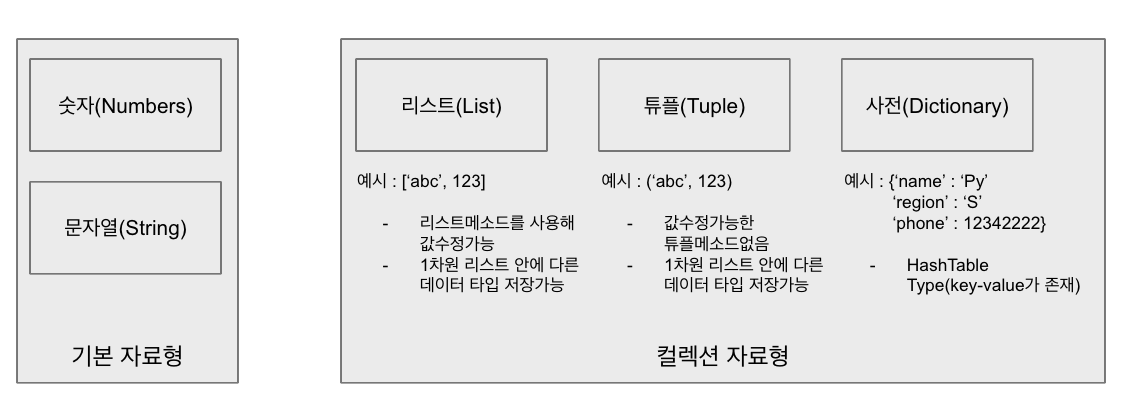 숫자(Numbers)
문자열(String)
기본 자료형
리스트(List)
예시 : [‘abc’, 123]
- 리스트메소드를 사용해
값수정가능
- 1차원 리스트 안에 다른
데이터 타입 저장가능
튜플(Tuple)
예시 : (‘abc’, 123)
- 값수정가능한
튜플메소드없음
- 1차원 리스트 안에 다른
데이터 타입 저장가능
사전(Dictionary)
예시 : {‘name’ : ‘Py’
‘region’ : ‘S’
‘phone’ : 12342222}
- HashTable
Type(key-value가 존재)
컬렉션 자료형